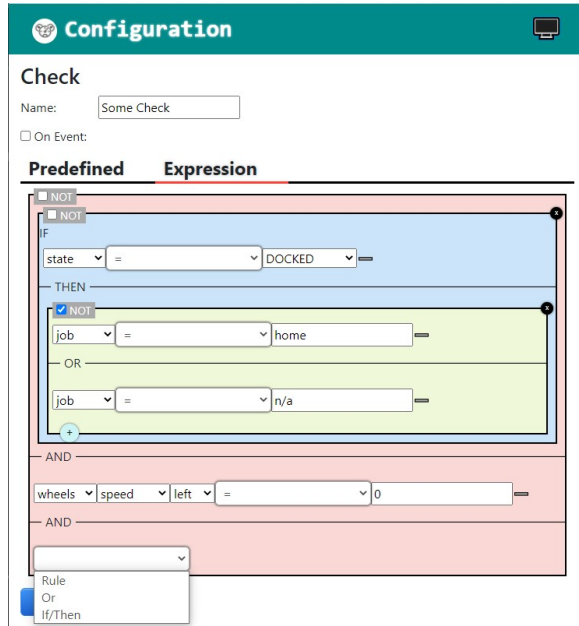 Configuration
Check
Name: Some Check
On Event:
Predefined Expression
NOT
NOT
IF
state = DOCKED
THEN
NOT
job = home
OR
job = n/a
+
AND
wheels speed left = 0
AND
Rule
Or
If/Then